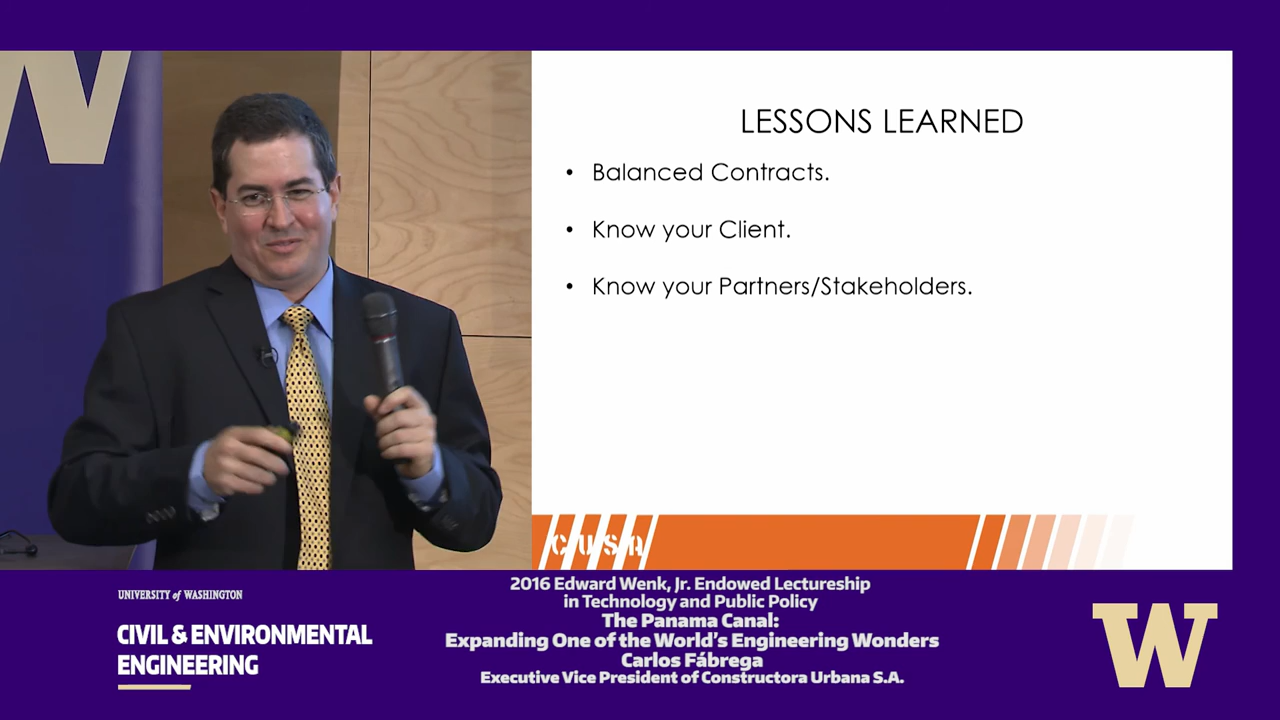 W
LESSONS LEARNED
• Balanced Contracts.
• Know your Client.
• Know your Partners/Stakeholders.
CUSA
UNIVERSITY of WASHINGTON
CIVIL & ENVIRONMENTAL
ENGINEERING
2016 Edward Wenk, Jr. Endowed Lectureship
in Technology and Public Policy
The Panama Canal:
Expanding One of the World's Engineering Wonders
Carlos Fábrega
Executive Vice President of Constructora Urbana S.A.
W